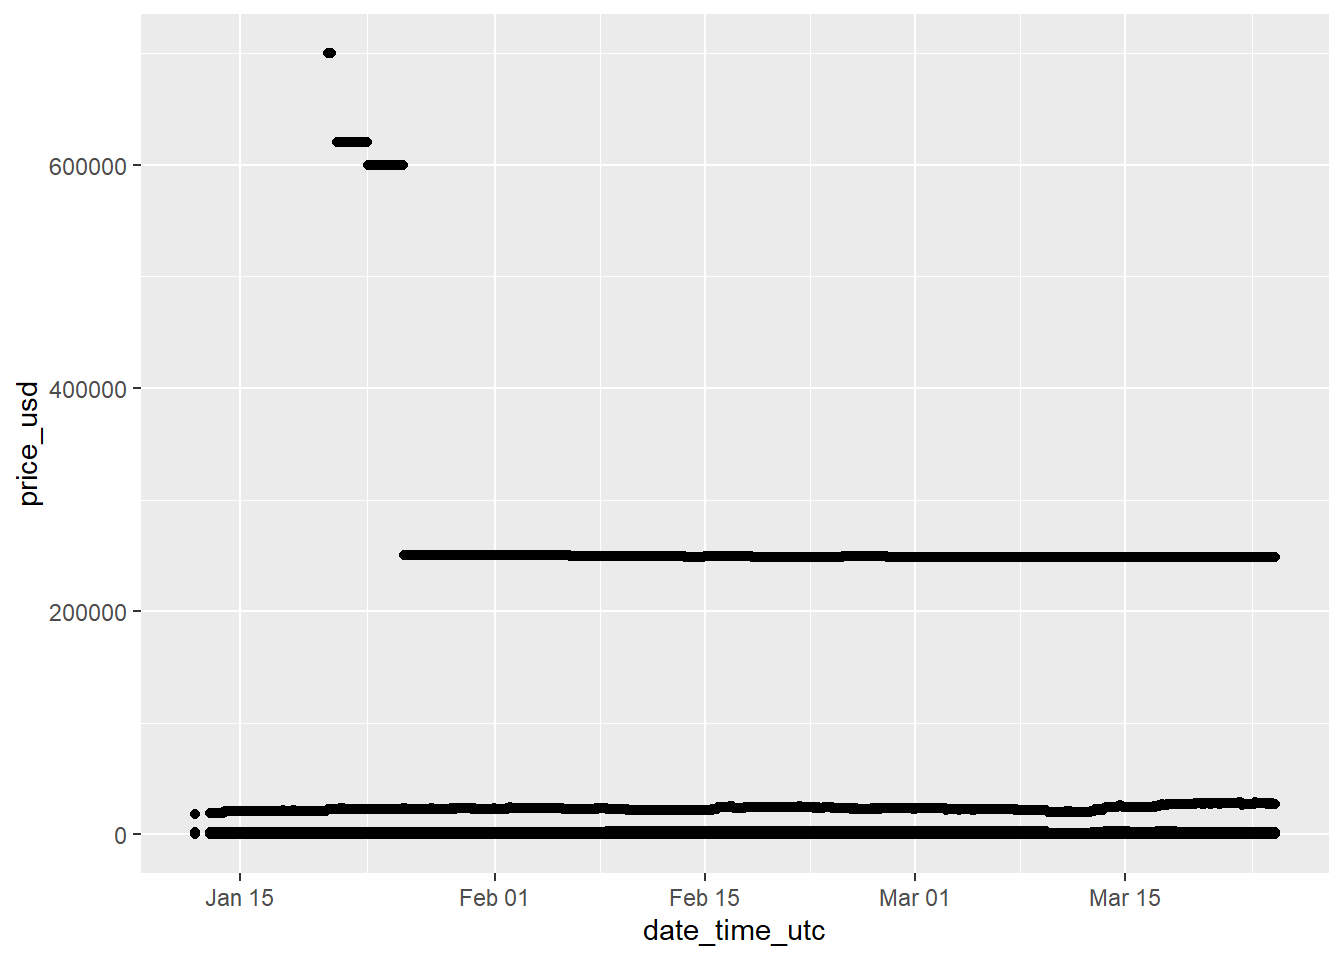 600000
400000
200000
0
price_usd
Jan 15
Feb 01
Feb 15
Mar 01
Mar 15
date_time_utc